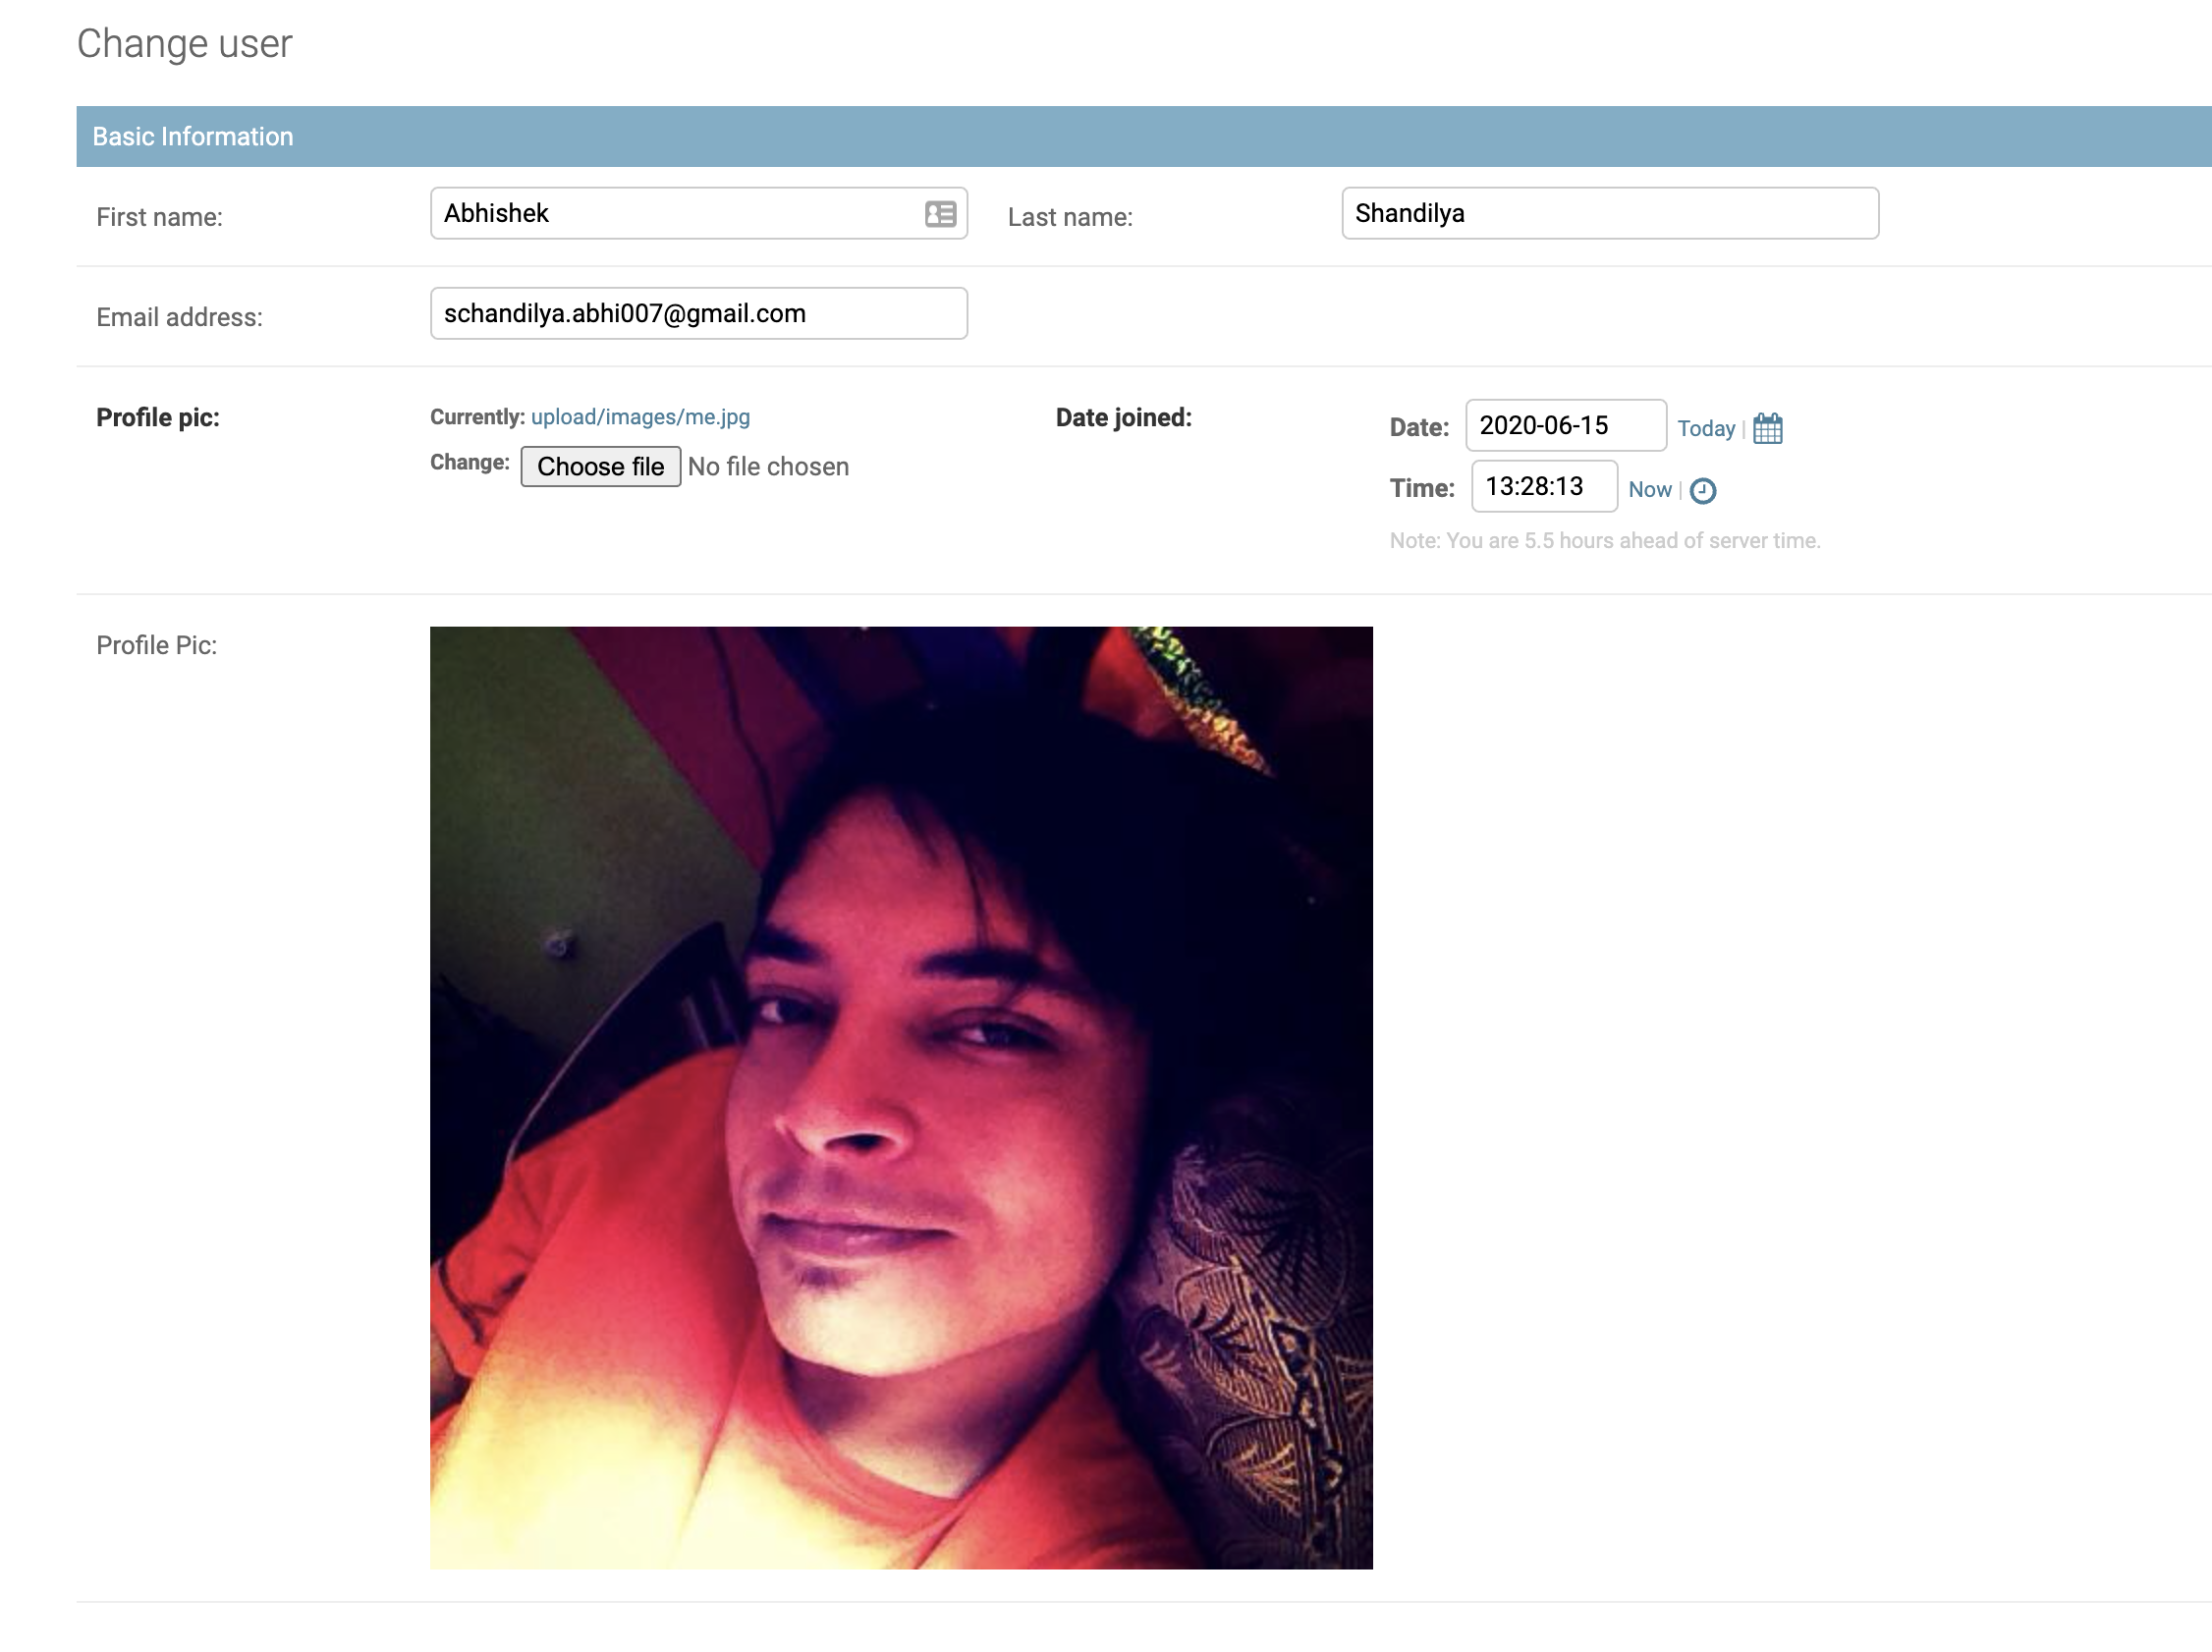 Change user
Basic Information
First name: Abhishek Last name: Shandilya
Email address: schandilya.abhi007@gmail.com
Profile pic: Currently: upload/images/me.jpg Date joined: Date: 2020-06-15 Today |
Change: Choose file No file chosen Time: 13:28:13 Now |
Note: You are 5.5 hours ahead of server time.
Profile Pic: